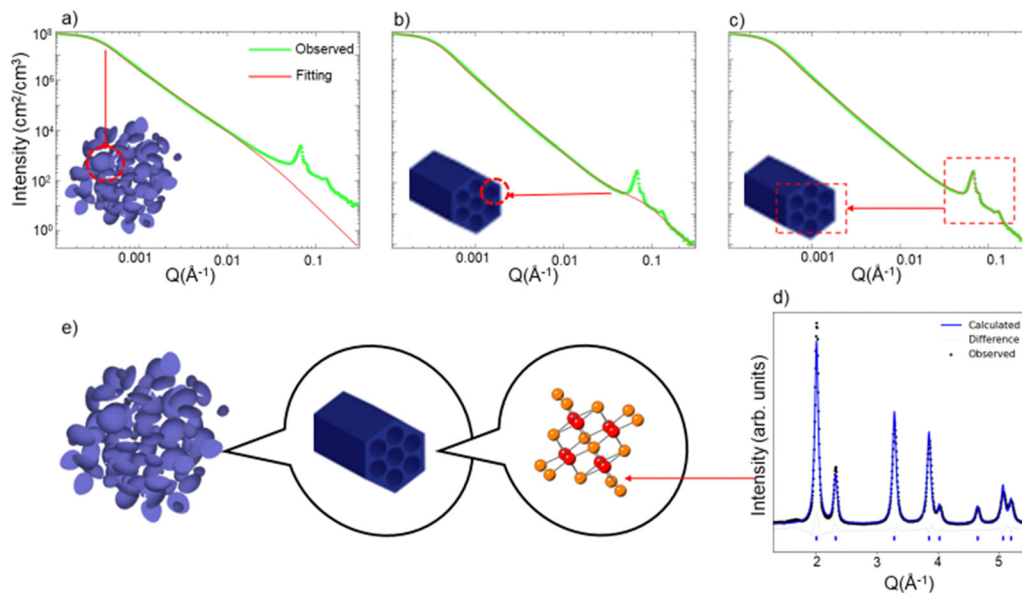 a)
b)
c)
10⁸
10⁶
10⁴
10²
10⁰
Intensity (cm²/cm³)
Observed
Fitting
0.001
0.01
0.1
Q(Å⁻¹)
0.001
0.01
0.1
Q(Å⁻¹)
0.001
0.01
0.1
Q(Å⁻¹)
d)
e)
Calculated
Difference
Observed
Intensity (arb. units)
2
3
4
5
Q(Å⁻¹)